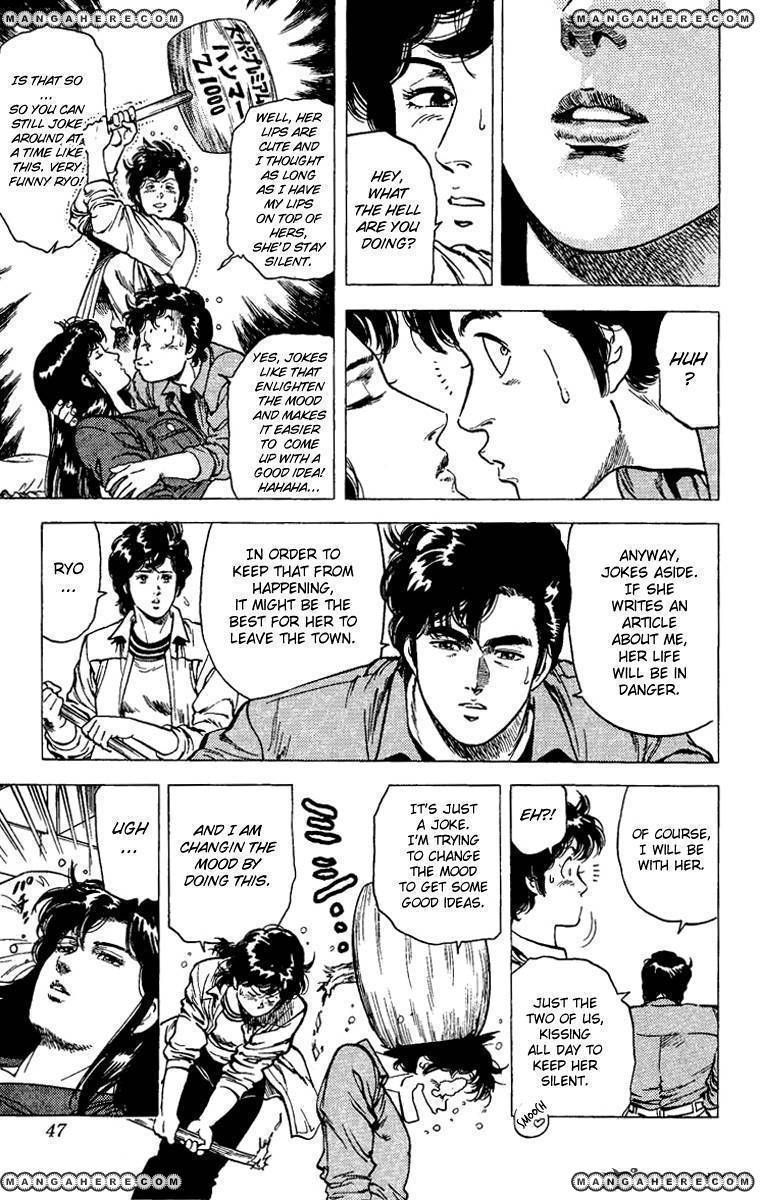 MANGAHERE.COM
MANGAHERE.COM
HEY,
WHAT
THE HELL
ARE YOU
DOING?
WELL, HER
LIPS ARE
CUTE AND
I THOUGHT
AS LONG
AS I HAVE
MY LIPS
ON TOP OF
HERS,
SHE'D STAY
SILENT.
IS THAT SO
...
SO YOU CAN
STILL JOKE
AROUND AT
A TIME LIKE
THIS. VERY
FUNNY RYO!
ハンマー
Z1000
YES, JOKES
LIKE THAT
ENLIGHTEN
THE MOOD
AND MAKES
IT EASIER
TO COME
UP WITH A
GOOD IDEA!
HAHAHA...
HUH
?
ANYWAY,
JOKES ASIDE.
IF SHE
WRITES AN
ARTICLE
ABOUT ME,
HER LIFE
WILL BE IN
DANGER.
IN ORDER TO
KEEP THAT FROM
HAPPENING,
IT MIGHT BE THE
BEST FOR HER TO
LEAVE THE TOWN.
RYO
...
OF COURSE,
I WILL BE
WITH HER.
EH?!
JUST THE
TWO OF US,
KISSING
ALL DAY TO
KEEP HER
SILENT.
SMOOCH
IT'S JUST
A JOKE.
I'M TRYING
TO CHANGE
THE MOOD
TO GET SOME
GOOD IDEAS.
AND I AM
CHANGIN THE
MOOD BY
DOING THIS.
UGH
...
47
MANGAHERE.COM
MANGAHERE.COM